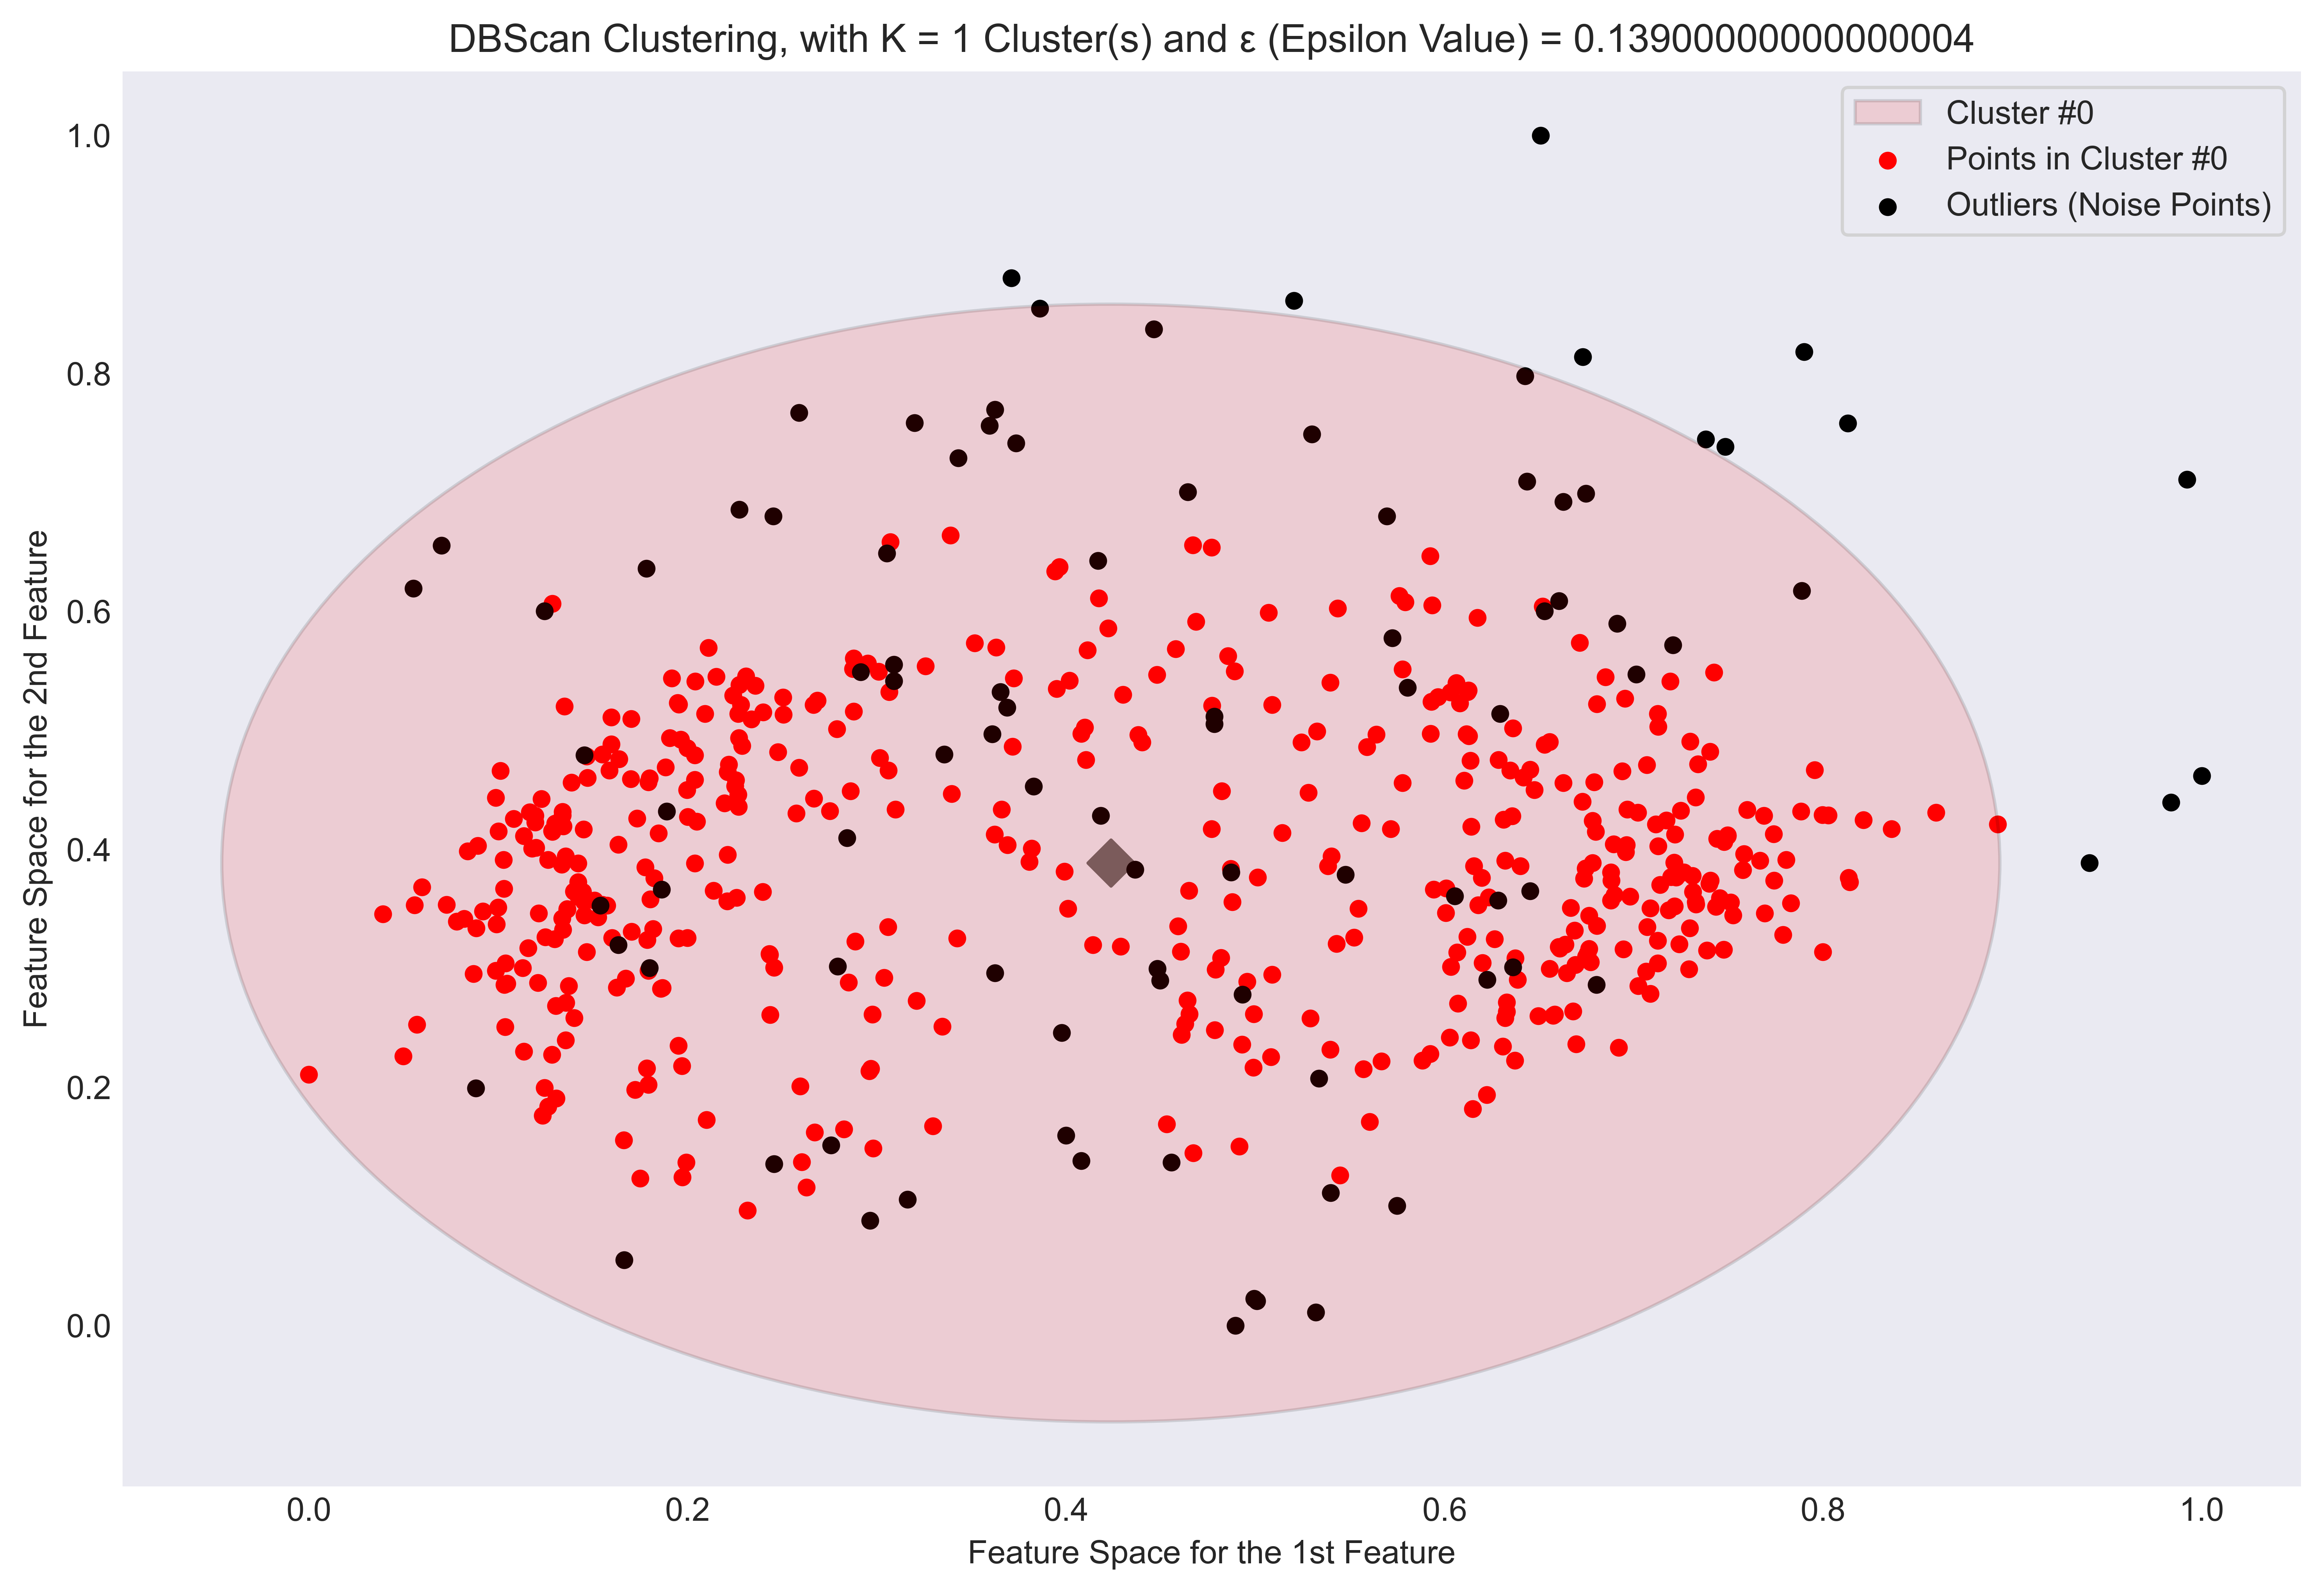 DBScan Clustering, with K = 1 Cluster(s) and ε (Epsilon Value) = 0.13900000000000004
Cluster #0
Points in Cluster #0
Outliers (Noise Points)
Feature Space for the 2nd Feature
1.0
0.8
0.6
0.4
0.2
0.0
0.0 0.2 0.4 0.6 0.8 1.0
Feature Space for the 1st Feature